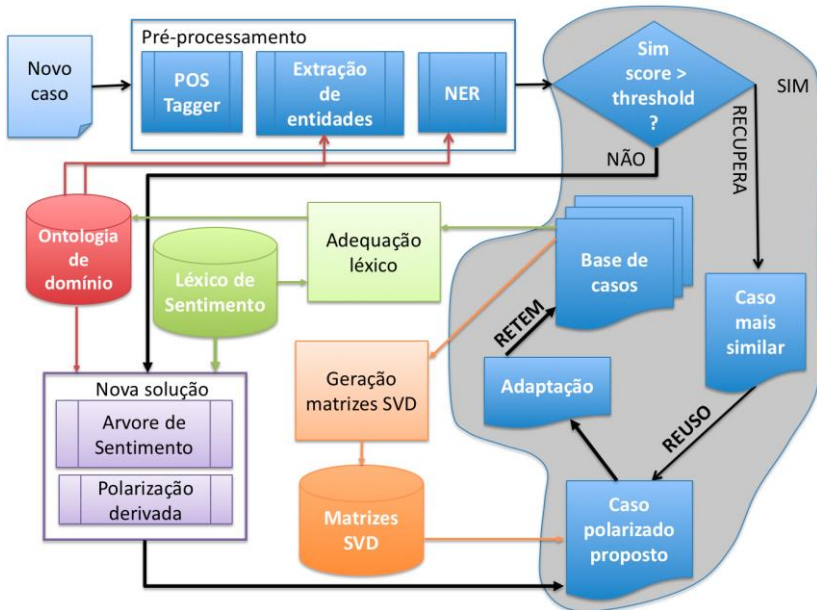 Novo
caso
Pré-processamento
POS
Tagger
Extração
de
entidades
NER
Sim
score >
threshold
?
SIM
NÃO
RECUPERA
Ontologia
de
domínio
Léxico de
Sentimento
Adequação
léxico
Base de
casos
Caso
mais
similar
RETEM
Adaptação
REUSO
Geração
matrizes SVD
Nova solução
Arvore de
Sentimento
Polarização
derivada
Matrizes
SVD
Caso
polarizado
proposto